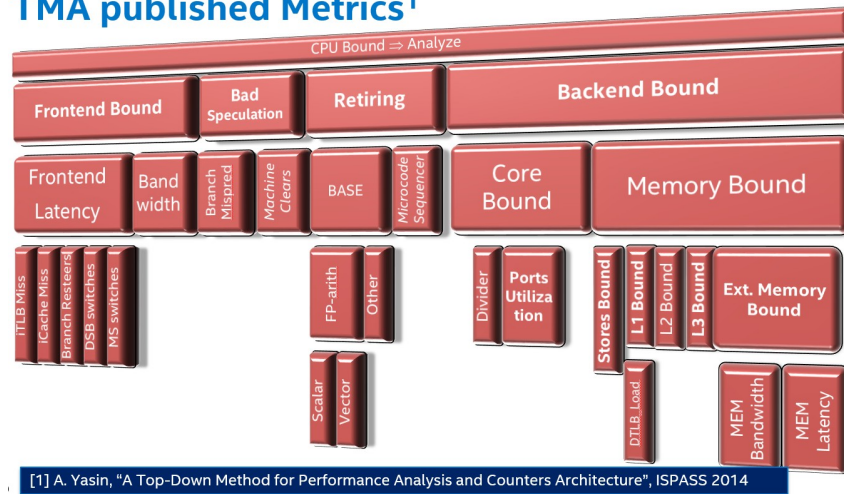 TMA published Metrics¹
CPU Bound ⇒ Analyze
Frontend Bound
Bad
Speculation
Retiring
Backend Bound
Frontend
Latency
Band
width
Branch
Mispred
Machine
Clears
BASE
Microcode
Sequencer
Core
Bound
Memory Bound
iTLB Miss
iCache Miss
Branch Resteers
DSB switches
MS switches
FP-arith
Other
Divider
Ports
Utiliza
tion
Stores Bound
L1 Bound
L2 Bound
L3 Bound
Ext. Memory
Bound
Scalar
Vector
DTLB_Load
MEM
Bandwidth
MEM
Latency
[1] A. Yasin, “A Top-Down Method for Performance Analysis and Counters Architecture”, ISPASS 2014